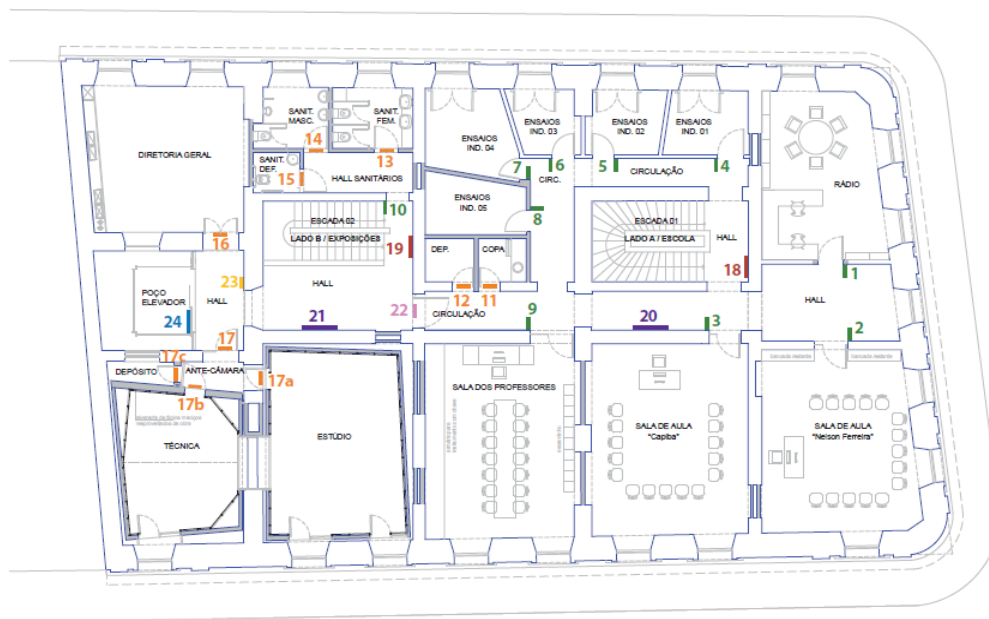 DIRETORIA GERAL
SANIT.
MASC.
14
SANIT.
FEM.
13
SANIT.
DEF.
15
HALL SANITÁRIOS
ENSAIOS
IND. 04
7
ENSAIOS
IND. 03
6
CIRC.
ENSAIOS
IND. 02
5
ENSAIOS
IND. 01
4
CIRCULAÇÃO
RÁDIO
10
ESCADA 02
LADO B / EXPOSIÇÕES
19
ENSAIOS
IND. 05
8
ESCADA 01
LADO A / ESCOLA
HALL
18
16
DEP.
COPA
12
11
1
HALL
2
POÇO
ELEVADOR
24
HALL
23
HALL
21
22
CIRCULAÇÃO
9
20
3
17
17c
DEPÓSITO
ANTE-CÂMARA
17a
17b
TÉCNICA
ESTÚDIO
SALA DOS PROFESSORES
SALA DE AULA
"Capiba"
bancada /estante
bancada /estante
SALA DE AULA
"Nelson Ferreira"